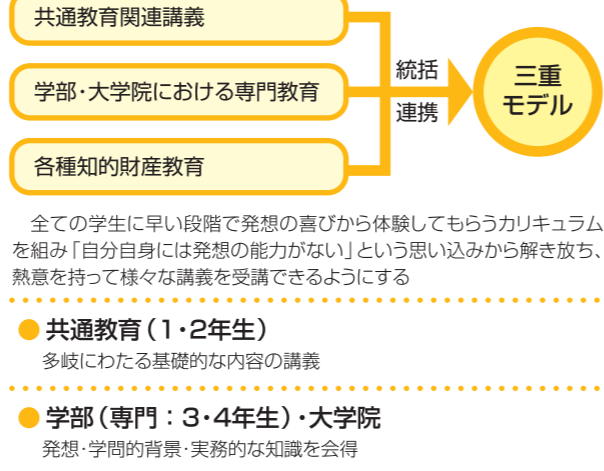 共通教育関連講義
学部・大学院における専門教育
各種知的財産教育
統括
連携
三重
モデル
全ての学生に早い段階で発想の喜びから体験してもらうカリキュラム
を組み「自分自身には発想の能力がない」という思い込みから解き放ち、
熱意を持って様々な講義を受講できるようにする
● 共通教育（1・2年生）
多岐にわたる基礎的な内容の講義
● 学部（専門：3・4年生）・大学院
発想・学問的背景・実務的な知識を会得